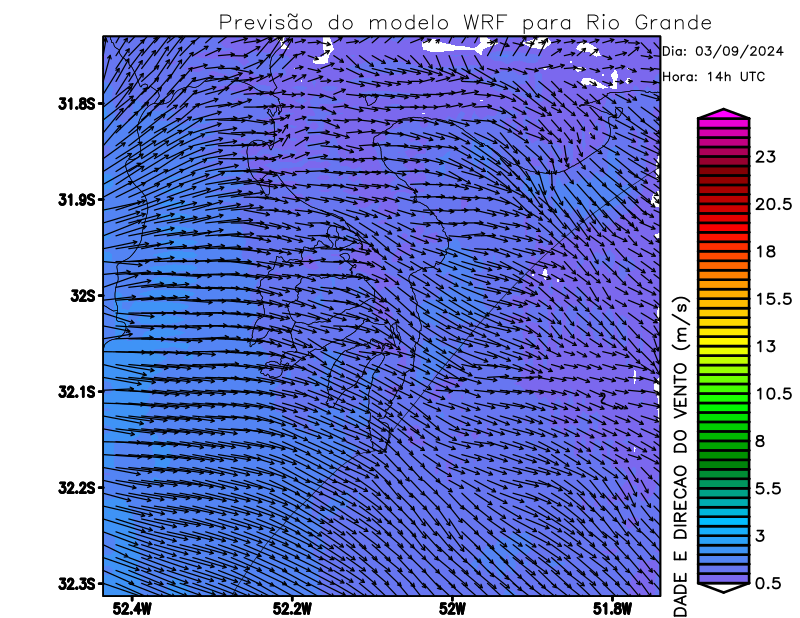 Previsão do modelo WRF para Rio Grande
Dia: 03/09/2024
Hora: 14h UTC
31.8S
31.9S
32S
32.1S
32.2S
32.3S
52.4W
52.2W
52W
51.8W
DADE E DIRECAO DO VENTO (m/s)
23
20.5
18
15.5
13
10.5
8
5.5
3
0.5